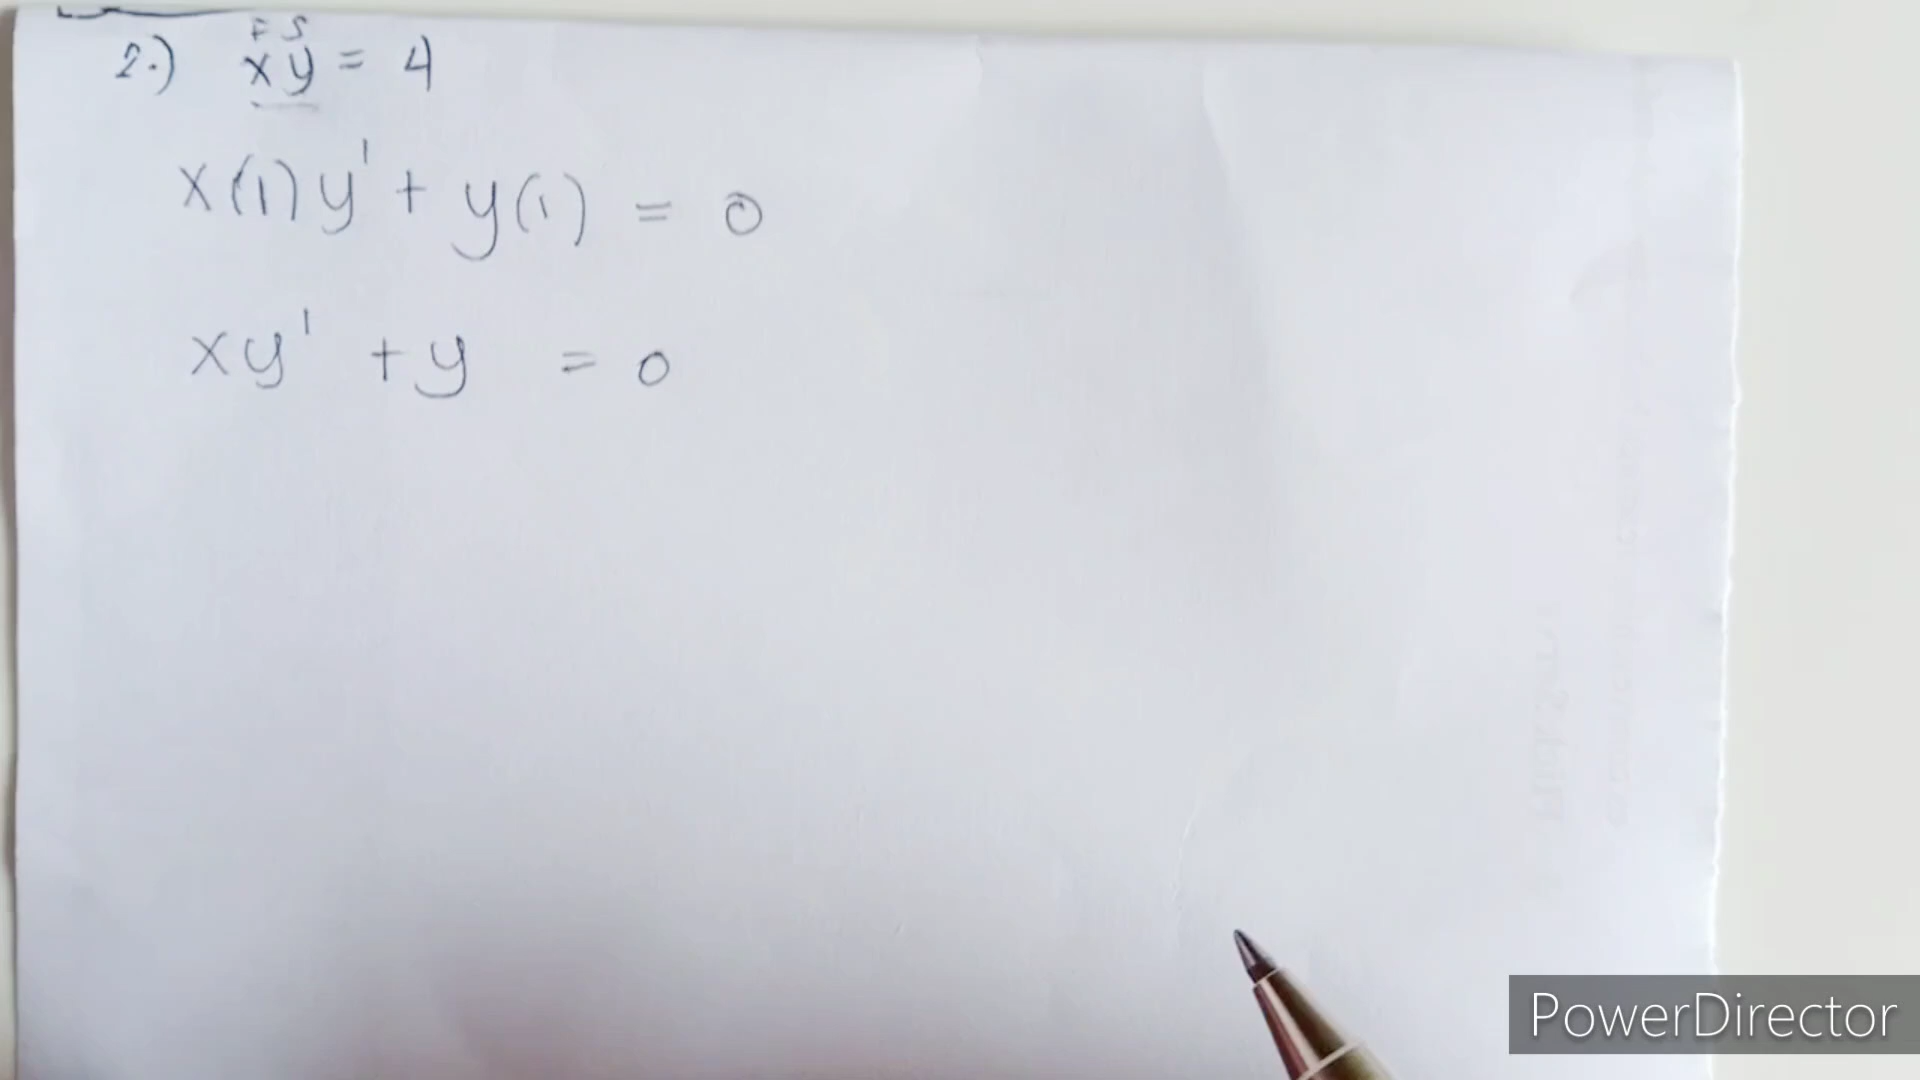 F S
2.) xy = 4
x(1)y' + y(1) = 0
xy' + y = 0
PowerDirector